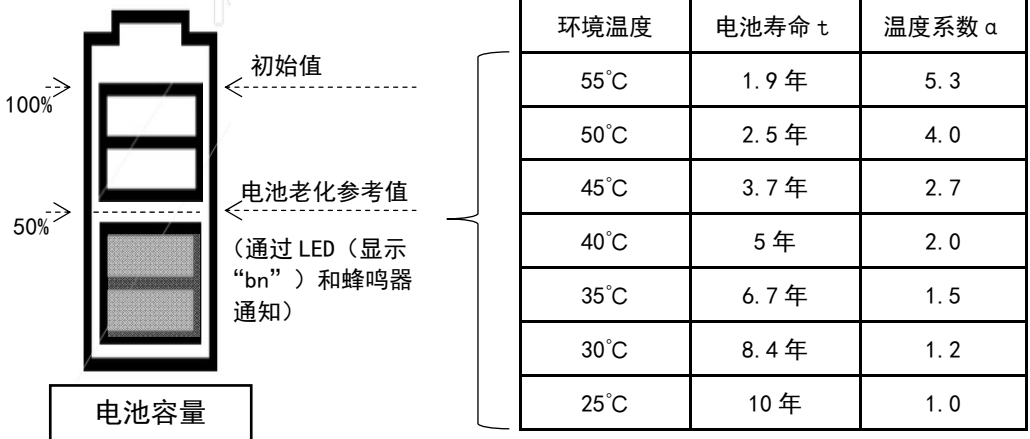 100%
50%
初始值
电池老化参考值
（通过 LED（显示
“bn”）和蜂鸣器
通知）
电池容量
环境温度 电池寿命 t 温度系数 α
55℃ 1.9 年 5.3
50℃ 2.5 年 4.0
45℃ 3.7 年 2.7
40℃ 5 年 2.0
35℃ 6.7 年 1.5
30℃ 8.4 年 1.2
25℃ 10 年 1.0